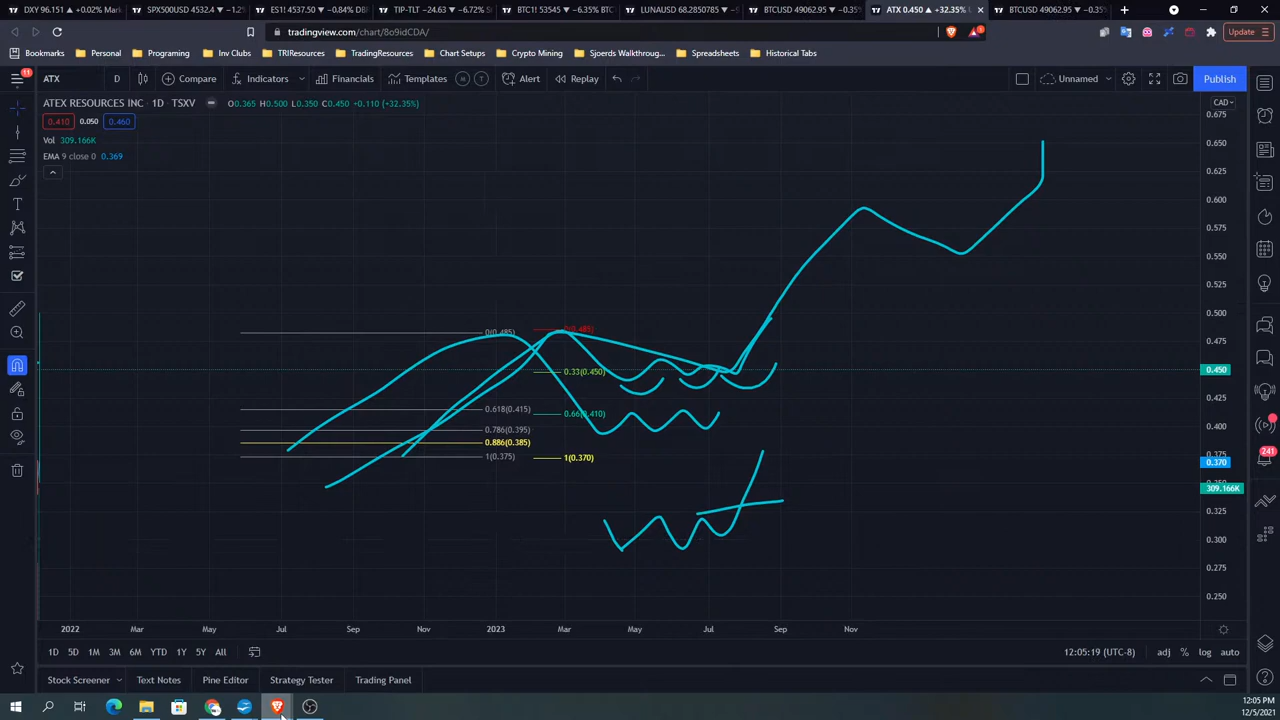 DXY 96.151 ▲ +0.02% Mark
SPX500USD 4532.4 ▼ −1.2
ES1! 4537.50 ▼ −0.84% DE
TIP-TLT −24.63 ▼ −6.72% S
BTC1! 53545 ▼ −6.35% BT
LUNAUSD 68.2850785 ▼ −
BTCUSD 49062.95 ▼ −0.35
ATX 0.450 ▲ +32.35%
BTCUSD 49062.95 ▼ −0.35
tradingview.com/chart/8o9idCDA/
Update
Bookmarks
Personal
Programing
Inv Clubs
TRIResources
TradingResources
Chart Setups
Crypto Mining
Sjoerds Walkthroug...
Spreadsheets
Historical Tabs
11
ATX
D
Compare
Indicators
Financials
Templates
M
T
Alert
Replay
Unnamed
Publish
ATEX RESOURCES INC • 1D • TSXV
O0.365 H0.500 L0.350 C0.450 +0.110 (+32.35%)
CAD
0.410
0.050
0.460
Vol 309.166K
EMA 9 close 0 0.369
0.675
0.650
0.625
0.600
0.575
0.550
0.525
0.500
0.475
0.450
0.425
0.400
0.375
0.370
0.350
309.166K
0.325
0.300
0.275
0.250
0(0.485)
0(0.485)
0.33(0.450)
0.618(0.415)
0.66(0.410)
0.786(0.395)
0.886(0.385)
1(0.375)
1(0.370)
241
2022
Mar
May
Jul
Sep
Nov
2023
Mar
May
Jul
Sep
Nov
1D
5D
1M
3M
6M
YTD
1Y
5Y
All
12:05:19 (UTC-8)
adj
%
log
auto
Stock Screener
Text Notes
Pine Editor
Strategy Tester
Trading Panel
12:05 PM
12/5/2021